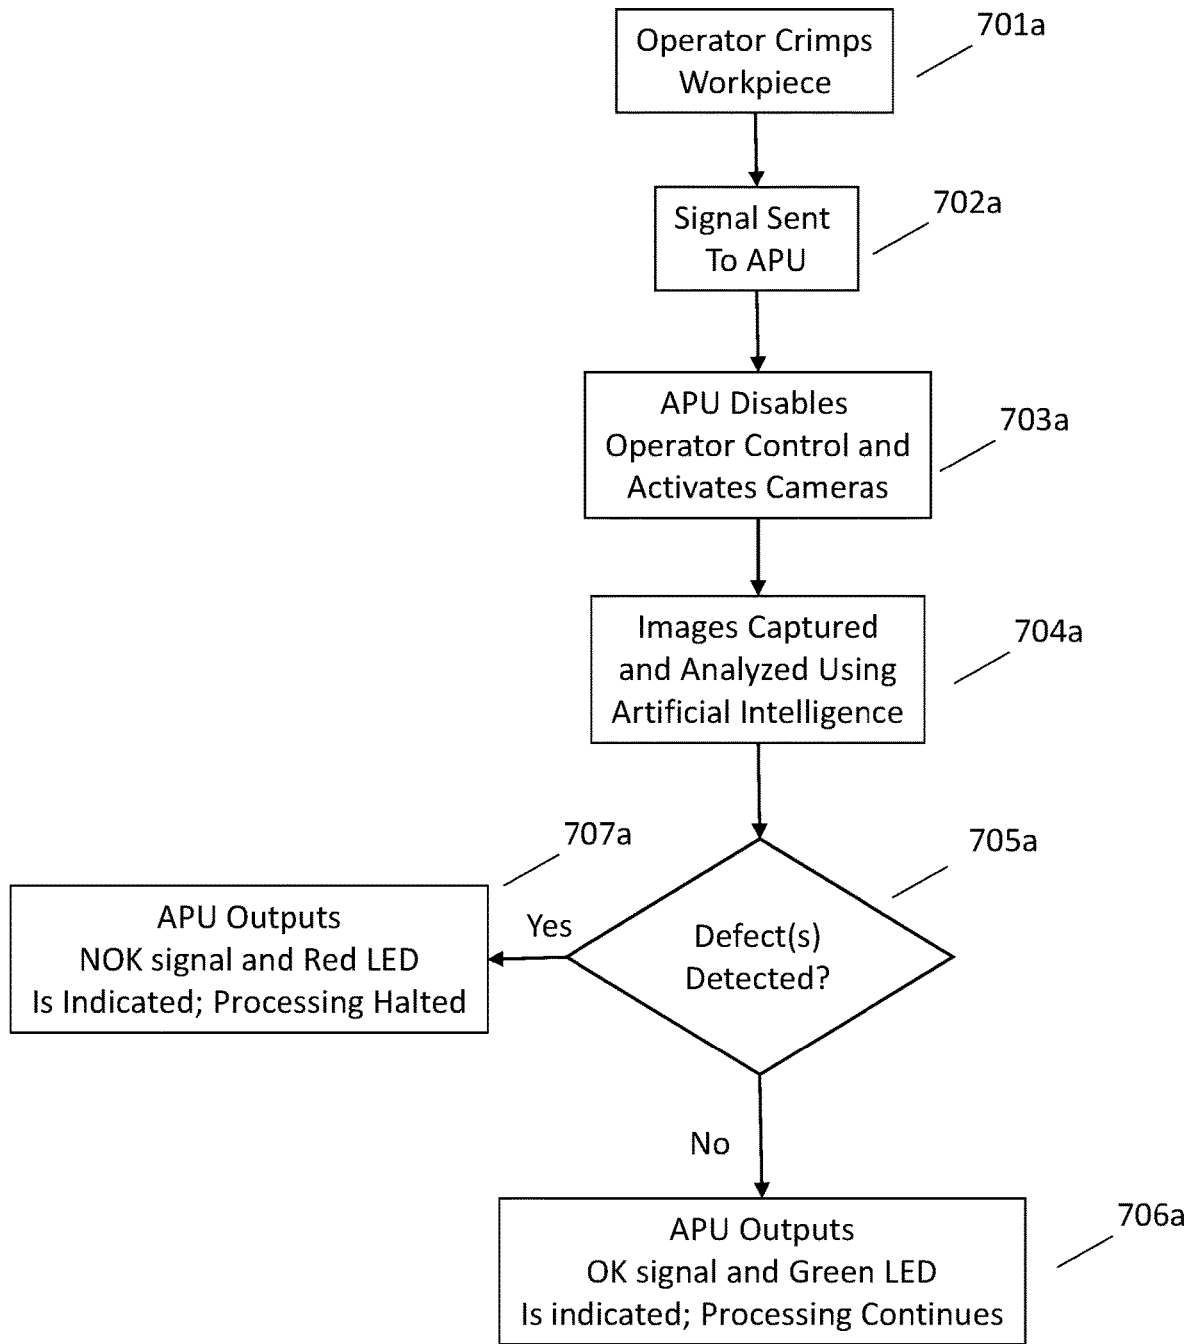 Operator Crimps
Workpiece
701a
Signal Sent
To APU
702a
APU Disables
Operator Control and
Activates Cameras
703a
Images Captured
and Analyzed Using
Artificial Intelligence
704a
Defect(s)
Detected?
705a
Yes
707a
APU Outputs
NOK signal and Red LED
Is Indicated; Processing Halted
No
APU Outputs
OK signal and Green LED
Is indicated; Processing Continues
706a